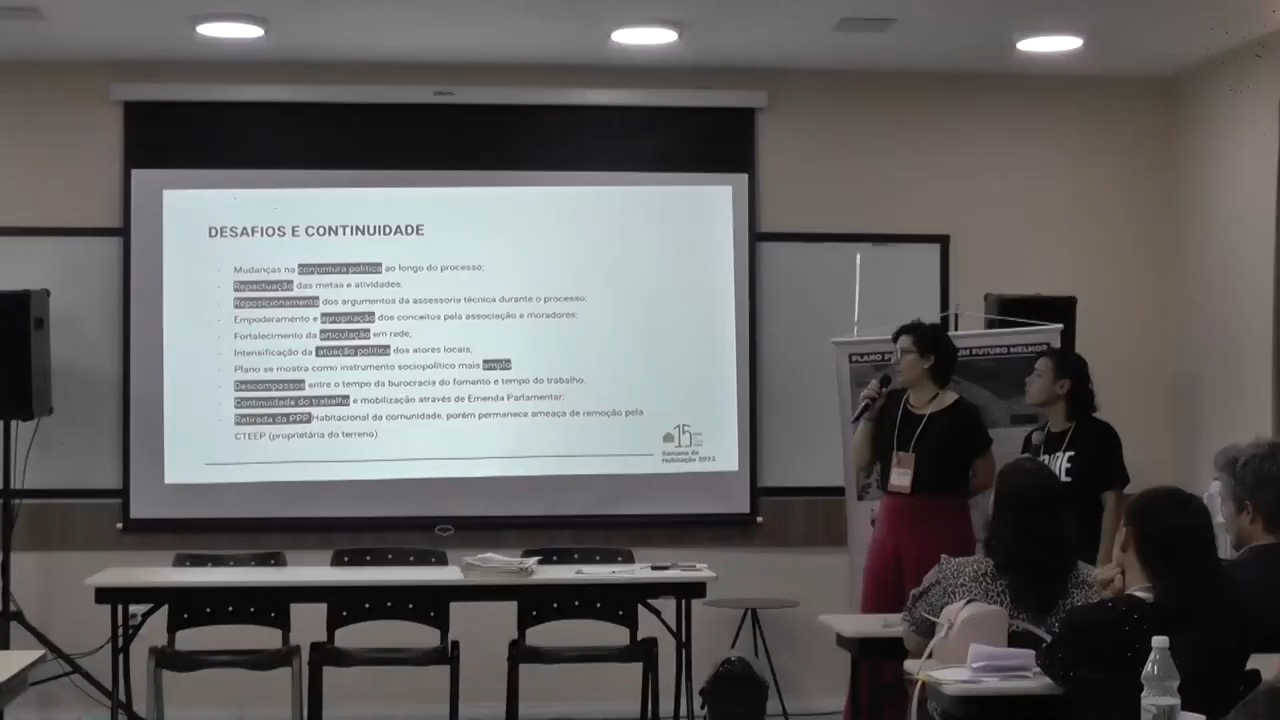 DESAFIOS E CONTINUIDADE
- Mudanças na conjuntura política ao longo do processo;
- Repactuação das metas e atividades;
- Reposicionamento dos argumentos da assessoria técnica durante o processo;
- Empoderamento e apropriação dos conceitos pela associação e moradores;
- Fortalecimento da articulação em rede;
- Intensificação da atuação política dos atores locais;
- Plano se mostra como instrumento sociopolítico mais amplo
- Descompassos entre o tempo da burocracia do fomento e tempo do trabalho.
- Continuidade do trabalho e mobilização através de Emenda Parlamentar;
- Retirada da PPP Habitacional da comunidade, porém permanece ameaça de remoção pela
CTEEP (proprietária do terreno)
15
Semana da
Habitação 2023
PLANO
UM FUTURO MELHOR